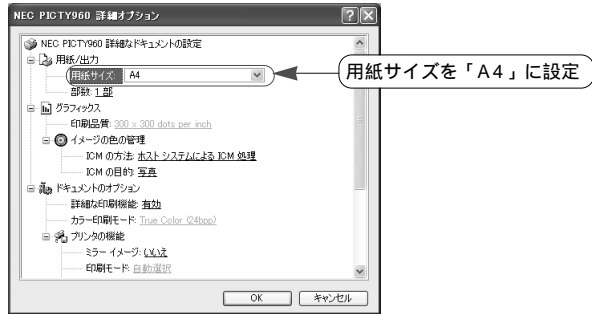 NEC PICTY960 詳細オプション
NEC PICTY960 詳細なドキュメントの設定
用紙/出力
用紙サイズ: A4
用紙サイズを「A4」に設定
部数: 1 部
グラフィックス
印刷品質: 300 x 300 dots per inch
イメージの色の管理
ICM の方法: ホスト システムによる ICM 処理
ICM の目的: 写真
ドキュメントのオプション
詳細な印刷機能: 有効
カラー印刷モード: True Color (24bpp)
プリンタの機能
ミラー イメージ: いいえ
印刷モード: 自動選択
OK キャンセル